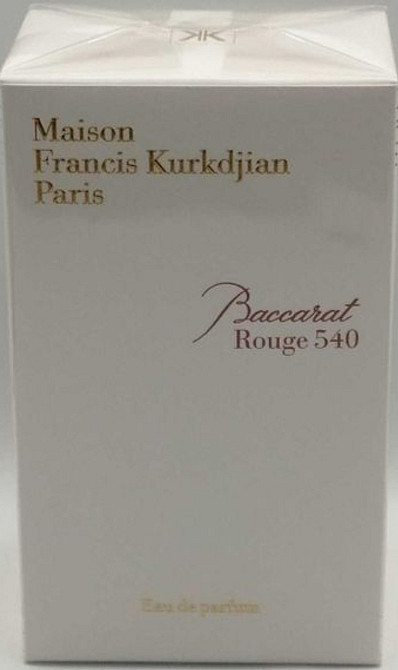 Maison
Francis Kurkdjian
Paris
Baccarat
Rouge 540
Eau de parfum